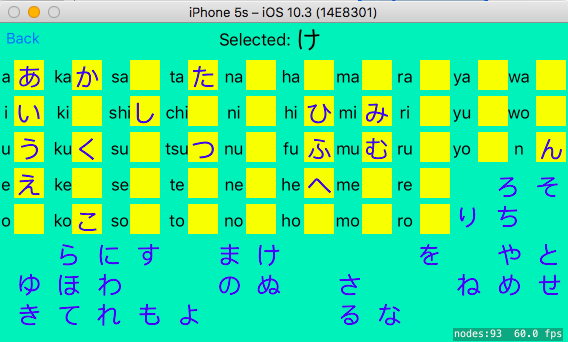 iPhone 5s – iOS 10.3 (14E8301)
Back Selected: け
a あ ka か sa ta た na ha ma ra ya wa
i い ki shi し chi ni hi ひ mi み ri yu wo
u う ku く su tsu つ nu fu ふ mu む ru yo n ん
e え ke se te ne he へ me re ろ そ
o ko こ so to no ho mo ro り ち
ら に す ま け を や と
ゆ ほ わ の ぬ さ ね め せ
き て れ も よ る な
nodes:93 60.0 fps